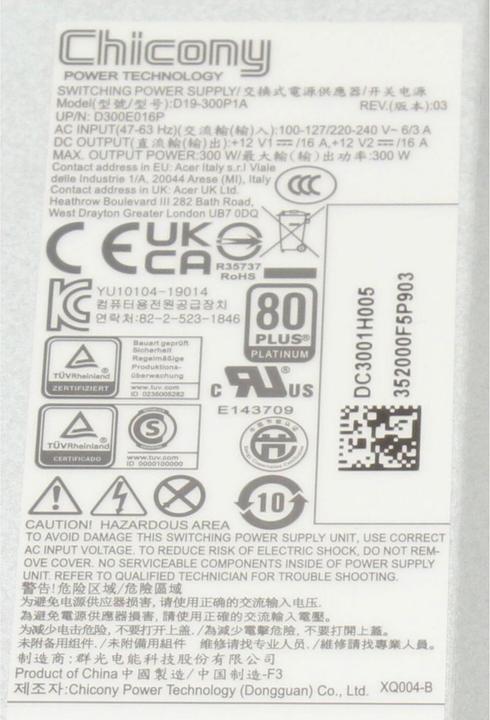 Chicony
POWER TECHNOLOGY
SWITCHING POWER SUPPLY/交換式電源供應器/开关电源
Model(型號/型号):D19-300P1A REV.(版本):03
UP/N: D300E016P
AC INPUT(47-63 Hz)(交流輸(输)入):100-127/220-240 V~ 6/3 A
DC OUTPUT(直流輸(输)出):+12 V1 ⎓ /16 A,+12 V2 ⎓ /16 A
MAX. OUTPUT POWER:300 W/最大輸(输)出功率:300 W
Contact address in EU: Acer Italy s.r.l Viale
delle Industrie 1/A, 20044 Arese (MI), Italy
Contact address in UK: Acer UK Ltd.
Heathrow Boulevard III 282 Bath Road,
West Drayton Greater London UB7 0DQ
CCC
CE UK CA
R35737
RoHS
YU10104-19014
컴퓨터용전원공급장치
연락처:82-2-523-1846
80
PLUS®
PLATINUM
DC3001H005
352000F5P903
TÜVRheinland
ZERTIFIZIERT
Bauart geprüft
Sicherheit
Regelmäßige
Produktions-
überwachung
www.tuv.com
ID 0236005282
c RU® US
E143709
TÜVRheinland
CERTIFICADO
S
www.tuv.com
ID 0000100000
10
CAUTION! HAZARDOUS AREA
TO AVOID DAMAGE THIS SWITCHING POWER SUPPLY UNIT, USE CORRECT
AC INPUT VOLTAGE. TO REDUCE RISK OF ELECTRIC SHOCK, DO NOT REM-
OVE COVER. NO SERVICEABLE COMPONENTS INSIDE OF POWER SUPPLY
UNIT. REFER TO QUALIFIED TECHNICIAN FOR TROUBLE SHOOTING.
警告!危险区域/危險區域
为避免电源供应器损害, 请使用正确的交流输入电压.
為避免電源供應器損害, 請使用正確的交流輸入電壓。
为减少电击危险, 不要打开上盖./為減少電擊危險, 不要打開上蓋。
未附备用组件./未附備用組件 维修请找专业人员./維修請找專業人員。
制造商:群光电能科技股份有限公司
Product of China 中國製造/中国制造-F3
제조자:Chicony Power Technology (Dongguan) Co., Ltd. XQ004-B